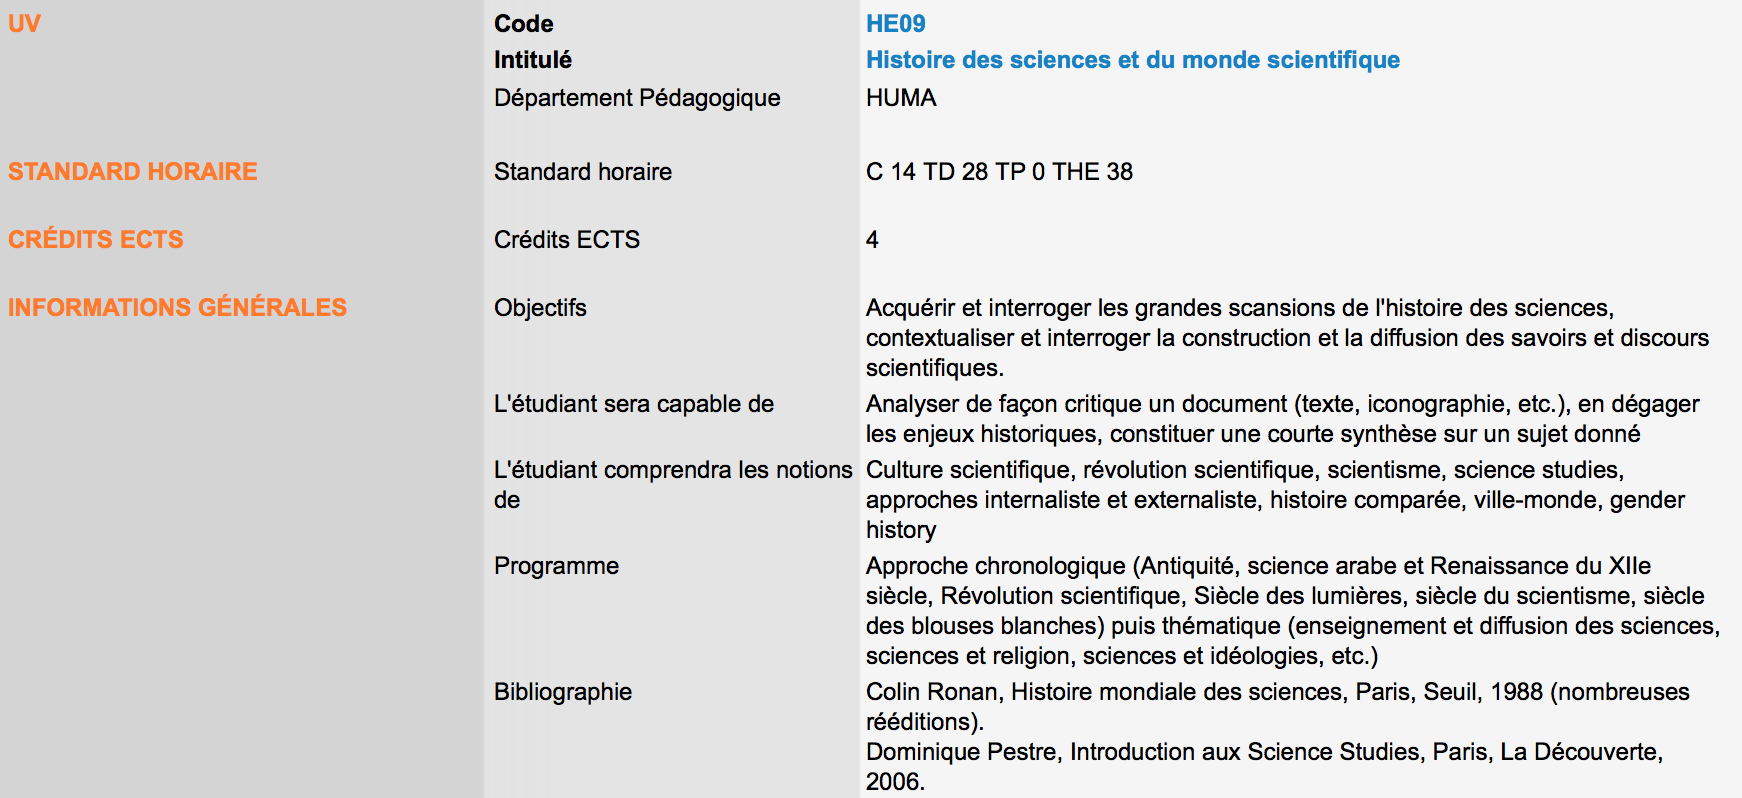 UV Code HE09
Intitulé Histoire des sciences et du monde scientifique
Département Pédagogique HUMA
STANDARD HORAIRE Standard horaire C 14 TD 28 TP 0 THE 38
CRÉDITS ECTS Crédits ECTS 4
INFORMATIONS GÉNÉRALES Objectifs Acquérir et interroger les grandes scansions de l'histoire des sciences,
contextualiser et interroger la construction et la diffusion des savoirs et discours
scientifiques.
L'étudiant sera capable de Analyser de façon critique un document (texte, iconographie, etc.), en dégager
les enjeux historiques, constituer une courte synthèse sur un sujet donné
L'étudiant comprendra les notions Culture scientifique, révolution scientifique, scientisme, science studies,
de approches internaliste et externaliste, histoire comparée, ville-monde, gender
history
Programme Approche chronologique (Antiquité, science arabe et Renaissance du XIIe
siècle, Révolution scientifique, Siècle des lumières, siècle du scientisme, siècle
des blouses blanches) puis thématique (enseignement et diffusion des sciences,
sciences et religion, sciences et idéologies, etc.)
Bibliographie Colin Ronan, Histoire mondiale des sciences, Paris, Seuil, 1988 (nombreuses
rééditions).
Dominique Pestre, Introduction aux Science Studies, Paris, La Découverte,
2006.